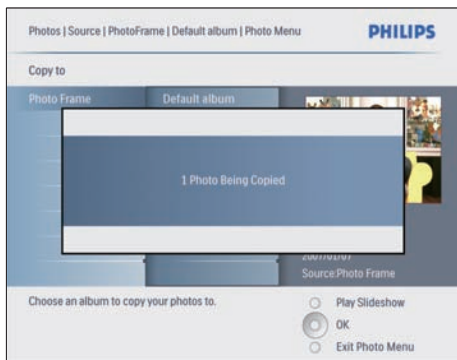 Photos | Source | PhotoFrame | Default album | Photo Menu
PHILIPS
Copy to
Photo Frame
Default album
1 Photo Being Copied
2007/01/07
Source:Photo Frame
Choose an album to copy your photos to.
Play Slideshow
OK
Exit Photo Menu